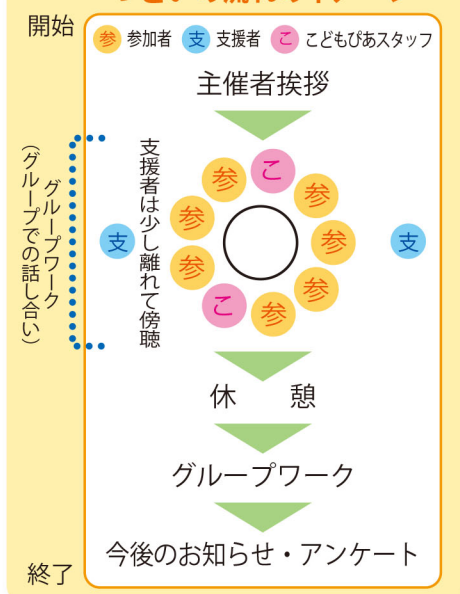 開始
参 参加者 支 支援者 こ こどもぴあスタッフ
主催者挨拶
グループワーク
（グループでの話し合い）
支援者は少し離れて傍聴
支
参
こ
参
参
参
参
参
こ
参
支
休 憩
グループワーク
今後のお知らせ・アンケート
終了